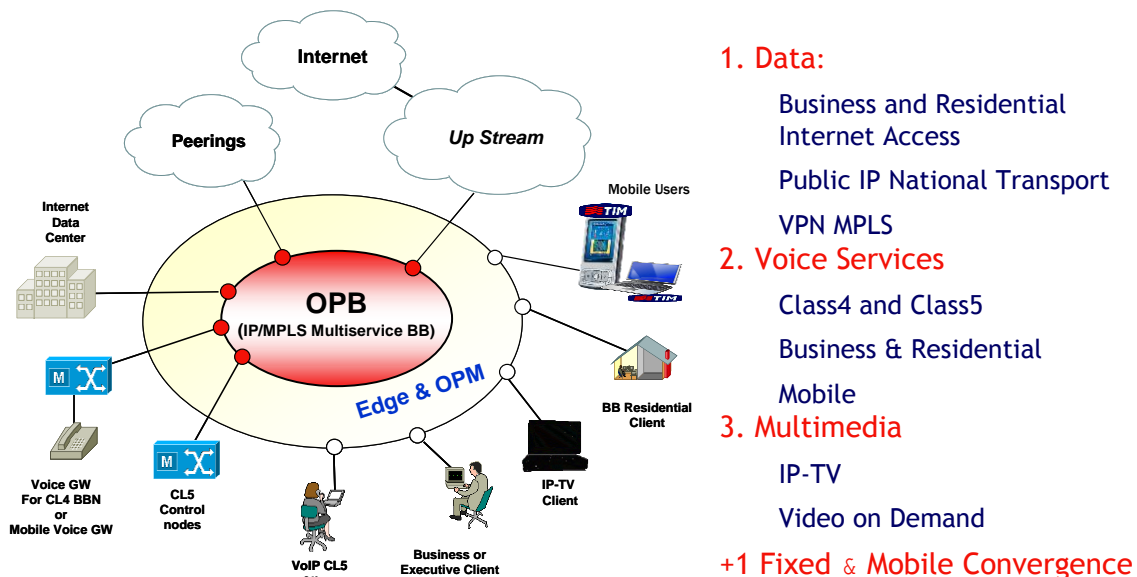 Internet
Peerings
Up Stream
Mobile Users
TIM
TIM
Internet
Data
Center
OPB
(IP/MPLS Multiservice BB)
Edge & OPM
M
Voice GW
For CL4 BBN
or
Mobile Voice GW
M
CL5
Control
nodes
VoIP CL5
Business or
Executive Client
IP-TV
Client
BB Residential
Client
1. Data:
Business and Residential
Internet Access
Public IP National Transport
VPN MPLS
2. Voice Services
Class4 and Class5
Business & Residential
Mobile
3. Multimedia
IP-TV
Video on Demand
+1 Fixed & Mobile Convergence